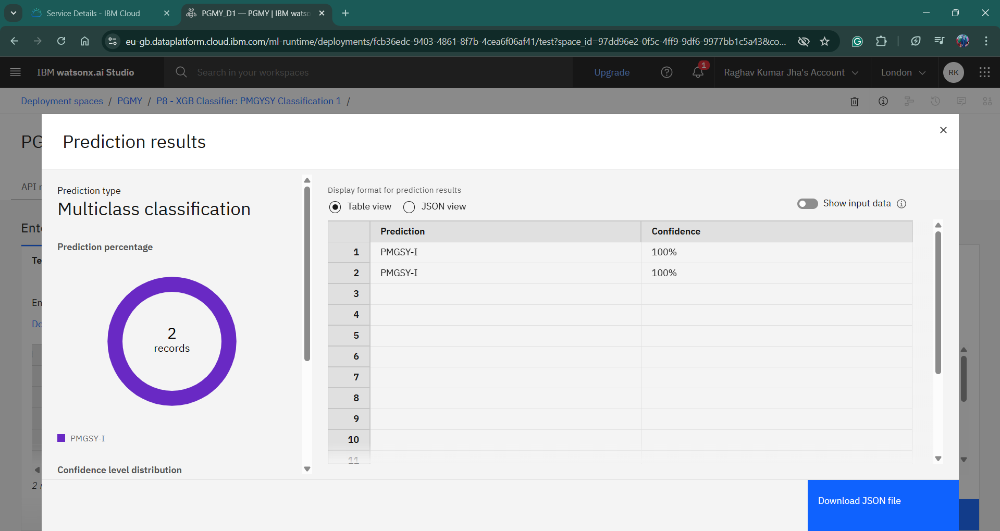 Service Details - IBM Cloud
PGMY_D1 — PGMY | IBM watso
eu-gb.dataplatform.cloud.ibm.com/ml-runtime/deployments/fcb36edc-9403-4861-8f7b-4cea6f06af41/test?space_id=97dd96e2-0f5c-4ff9-9df6-9977bb1c5a43&co...
IBM watsonx.ai Studio
Search in your workspaces
Upgrade
1
Raghav Kumar Jha's Account
London
RK
Deployment spaces / PGMY / P8 - XGB Classifier: PMGYSY Classification 1 /
PG
Prediction results
API r
Prediction type
Multiclass classification
Display format for prediction results
Table view
JSON view
Show input data
Ente
Te
En
Do
2
Prediction percentage
2
records
PMGSY-I
Confidence level distribution
Prediction Confidence
1 PMGSY-I 100%
2 PMGSY-I 100%
3
4
5
6
7
8
9
10
11
Download JSON file